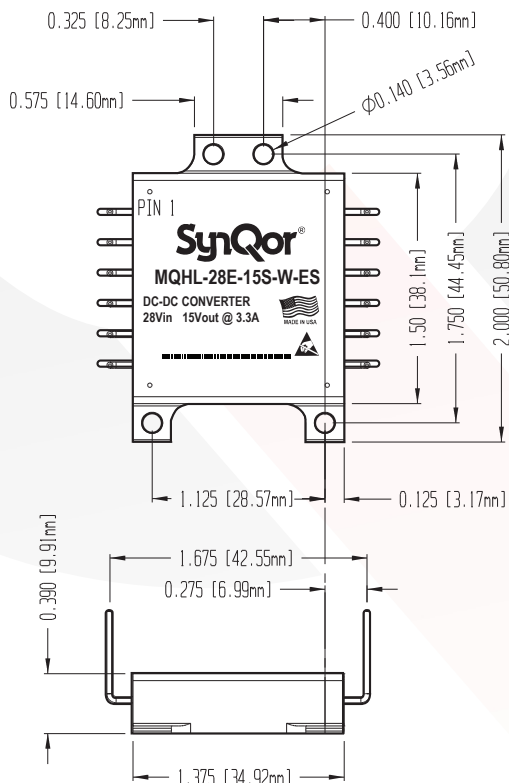 0.325 [8.25mm]
0.400 [10.16mm]
0.575 [14.60mm]
Ø0.140 [3.56mm]
PIN 1
SynQor®
MQHL-28E-15S-W-ES
DC-DC CONVERTER
28Vin 15Vout @ 3.3A
MADE IN USA
1.50 [38.1mm]
1.750 [44.45mm]
2.000 [50.80mm]
1.125 [28.57mm]
0.125 [3.17mm]
1.675 [42.55mm]
0.275 [6.99mm]
0.390 [9.91mm]
1.375 [34.92mm]